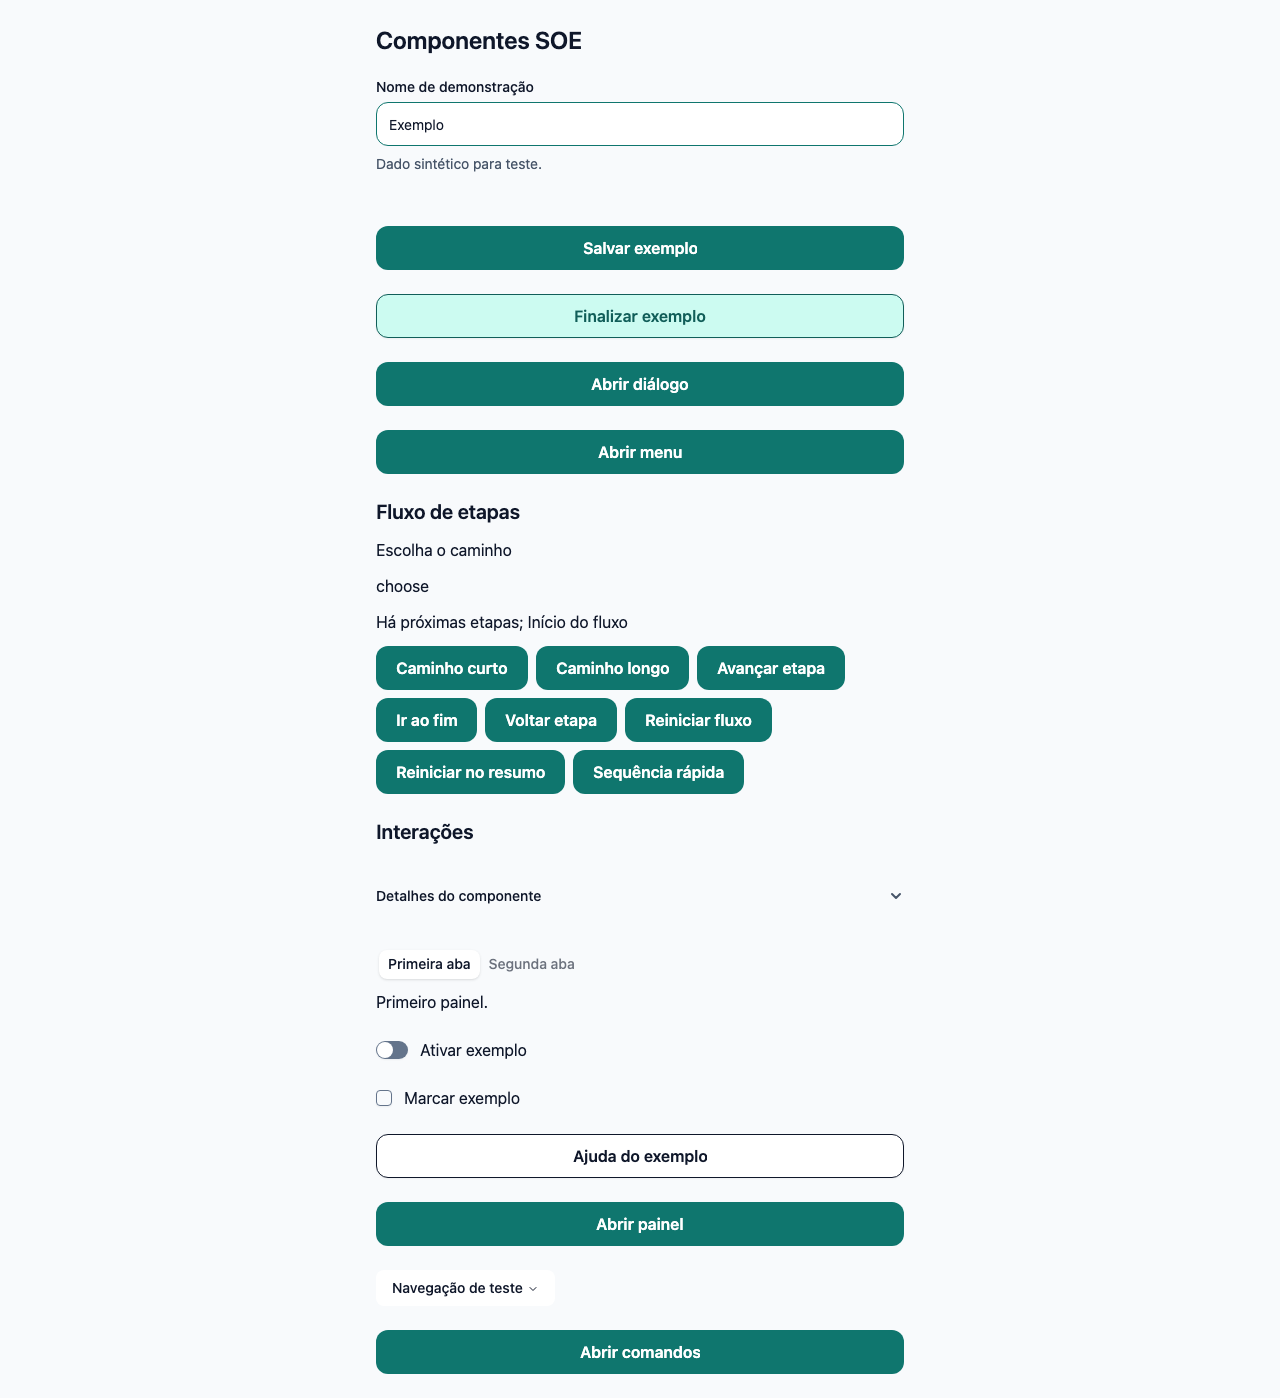 Componentes SOE
Nome de demonstração
Exemplo
Dado sintético para teste.
Salvar exemplo
Finalizar exemplo
Abrir diálogo
Abrir menu
Fluxo de etapas
Escolha o caminho
choose
Há próximas etapas; Início do fluxo
Caminho curto Caminho longo Avançar etapa
Ir ao fim Voltar etapa Reiniciar fluxo
Reiniciar no resumo Sequência rápida
Interações
Detalhes do componente
Primeira aba Segunda aba
Primeiro painel.
Ativar exemplo
Marcar exemplo
Ajuda do exemplo
Abrir painel
Navegação de teste
Abrir comandos